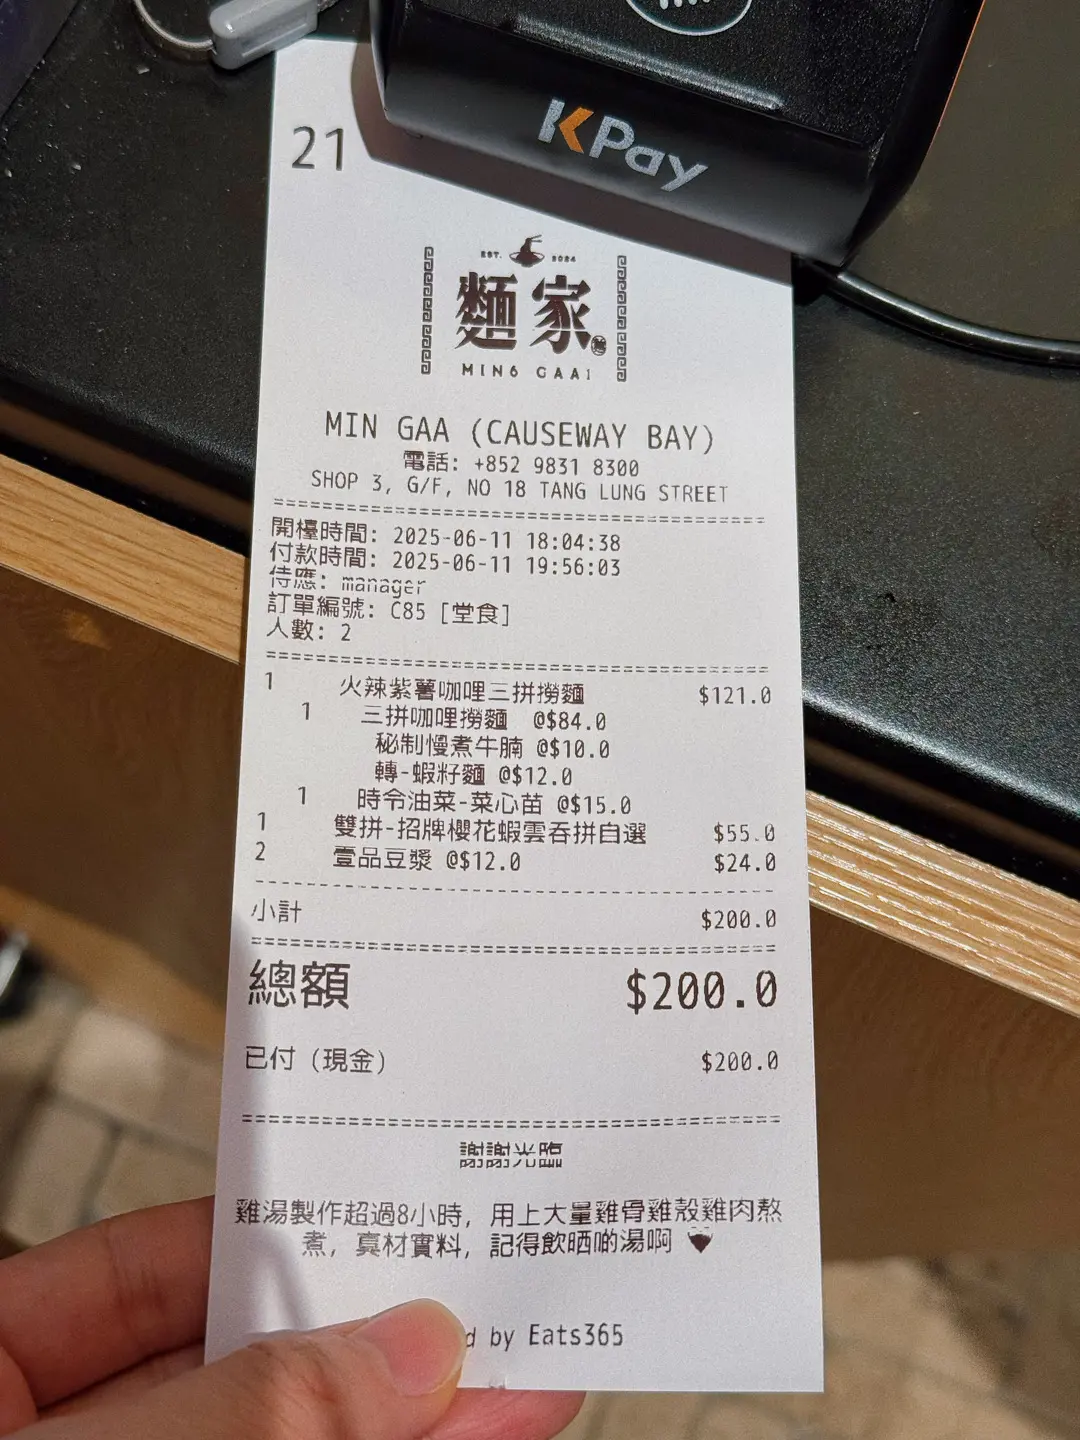 KPay
21
EST. 2024
麵家
MING GAAI
MIN GAA (CAUSEWAY BAY)
電話: +852 9831 8300
SHOP 3, G/F, NO 18 TANG LUNG STREET
開檯時間: 2025-06-11 18:04:38
付款時間: 2025-06-11 19:56:03
侍應: manager
訂單編號: C85 [堂食]
人數: 2
1 火辣紫薯咖哩三拼撈麵 $121.0
1 三拼咖哩撈麵 @$84.0
秘制慢煮牛腩 @$10.0
轉-蝦籽麵 @$12.0
1 時令油菜-菜心苗 @$15.0
1 雙拼-招牌櫻花蝦雲吞拼自選 $55.0
2 壹品豆漿 @$12.0 $24.0
小計 $200.0
總額 $200.0
已付 (現金) $200.0
謝謝光臨
雞湯製作超過8小時, 用上大量雞骨雞殼雞肉熬
煮, 真材實料, 記得飲晒啲湯啊
by Eats365